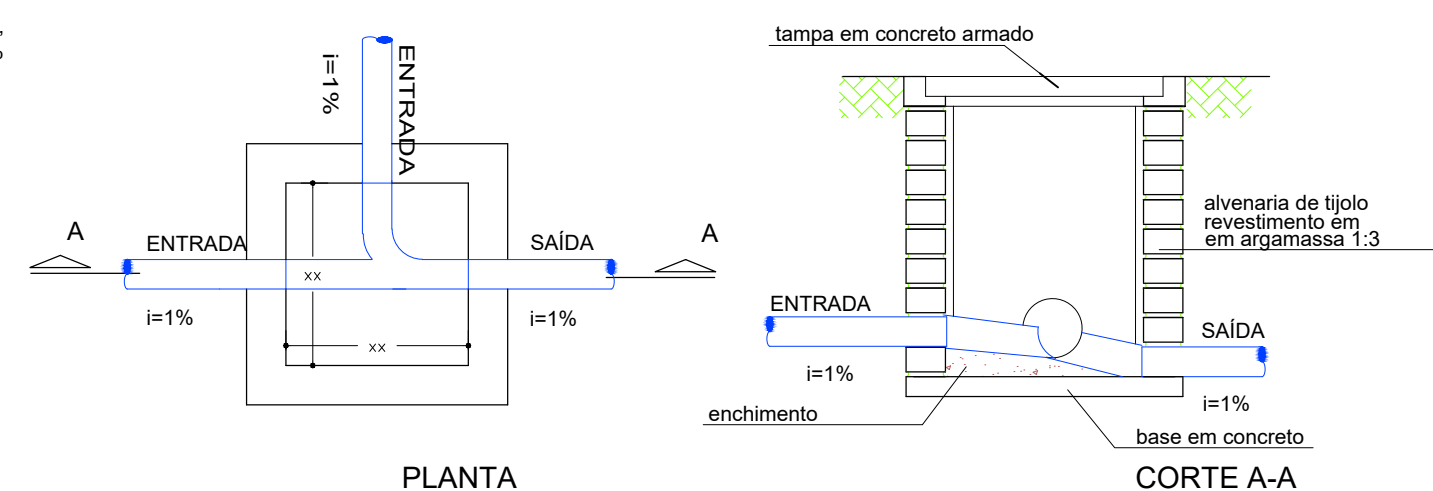 ENTRADA
i=1%
A
ENTRADA
SAÍDA
A
xx
i=1%
i=1%
xx
PLANTA
tampa em concreto armado
alvenaria de tijolo
revestimento em
em argamassa 1:3
ENTRADA
SAÍDA
i=1%
i=1%
enchimento
base em concreto
CORTE A-A